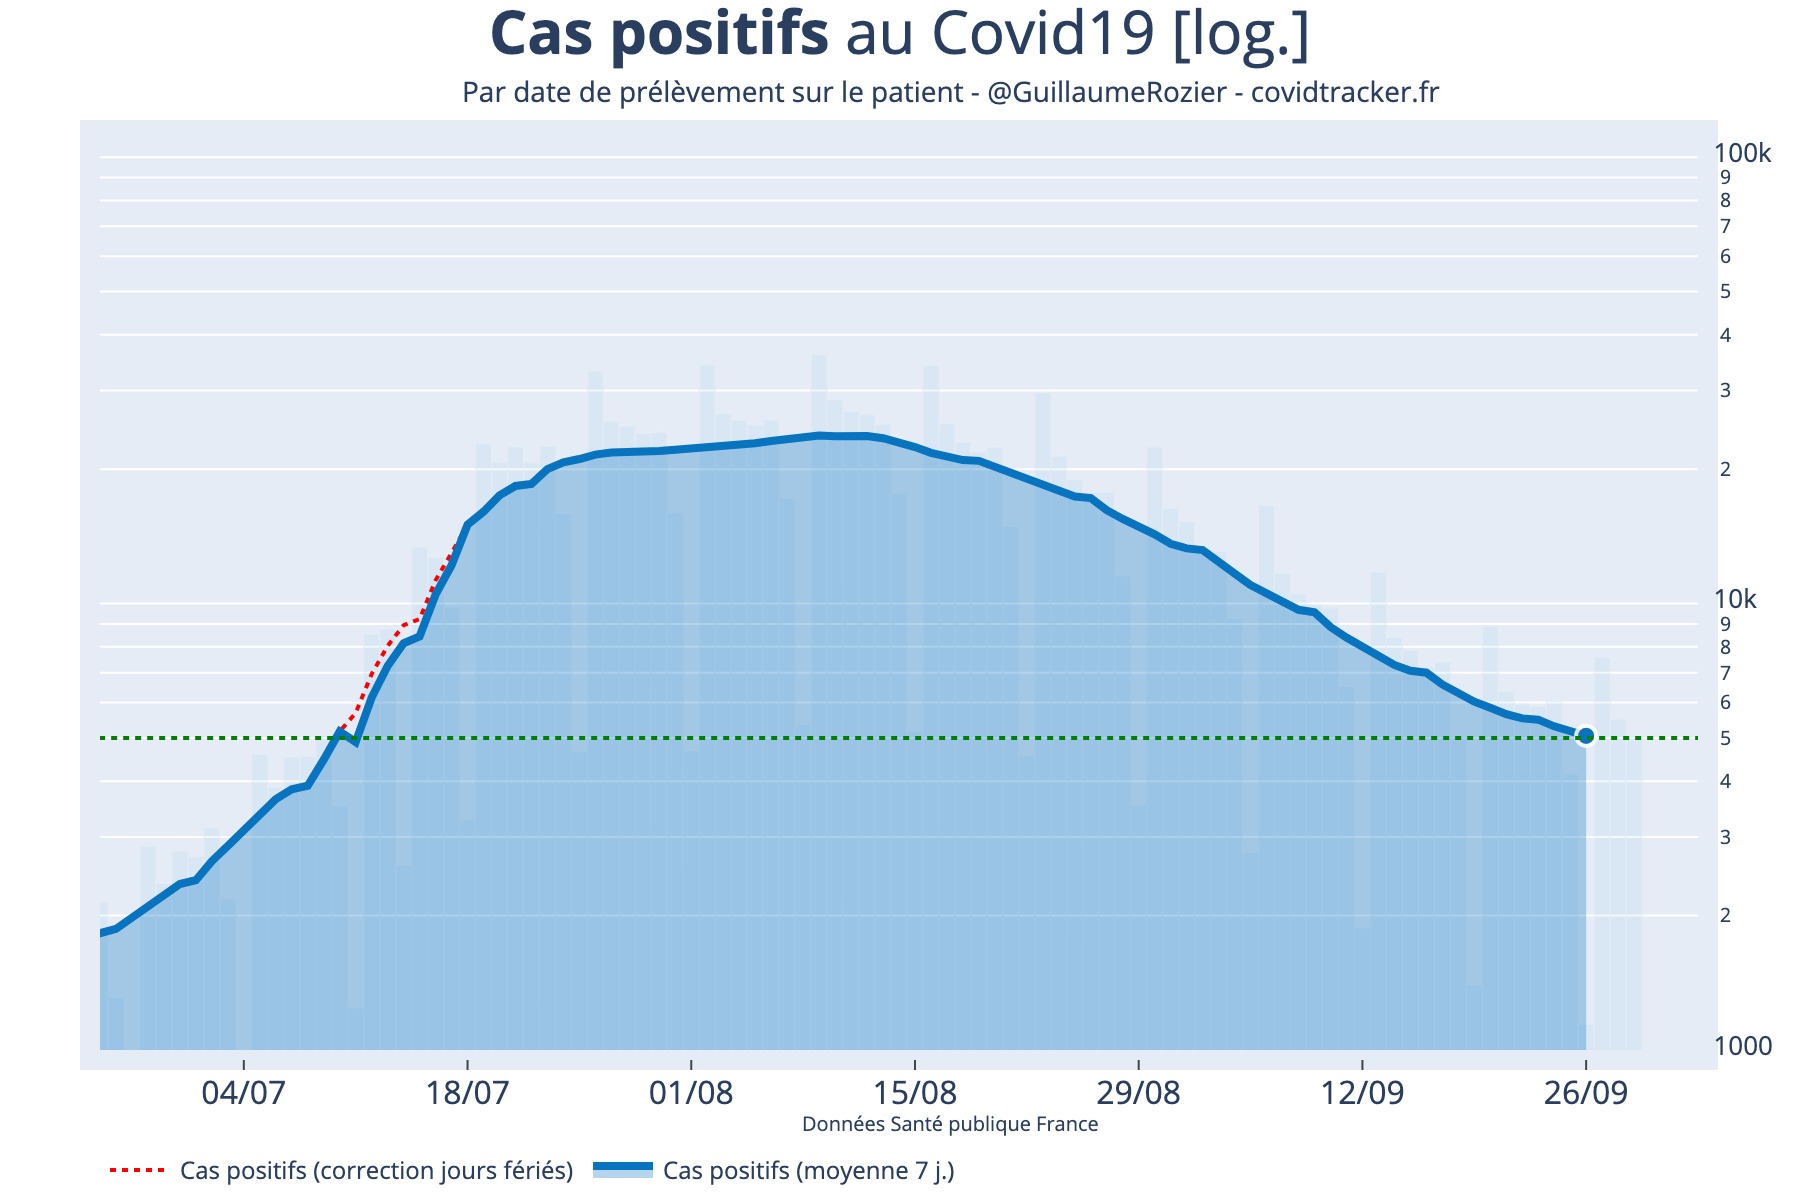 Cas positifs au Covid19 [log.]
Par date de prélèvement sur le patient - @GuillaumeRozier - covidtracker.fr
100k
9
8
7
6
5
4
3
2
10k
9
8
7
6
5
4
3
2
1000
04/07 18/07 01/08 15/08 29/08 12/09 26/09
Données Santé publique France
Cas positifs (correction jours fériés) Cas positifs (moyenne 7 j.)